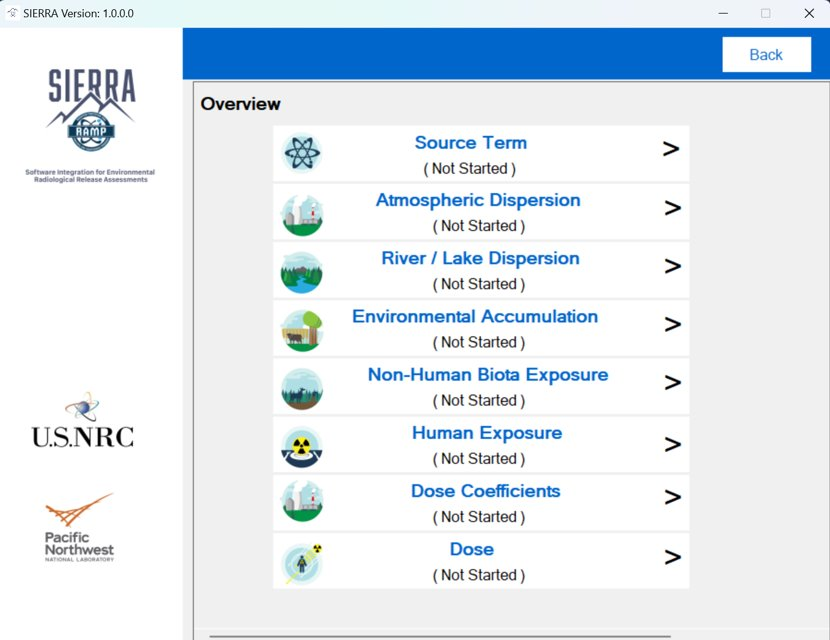 SIERRA Version: 1.0.0.0
Back
SIERRA
RAMP
Software Integration for Environmental
Radiological Release Assessments
Overview
Source Term
( Not Started )
>
Atmospheric Dispersion
( Not Started )
>
River / Lake Dispersion
( Not Started )
>
Environmental Accumulation
( Not Started )
>
Non-Human Biota Exposure
( Not Started )
>
Human Exposure
( Not Started )
>
Dose Coefficients
( Not Started )
>
Dose
( Not Started )
>
U.S.NRC
Pacific
Northwest
NATIONAL LABORATORY